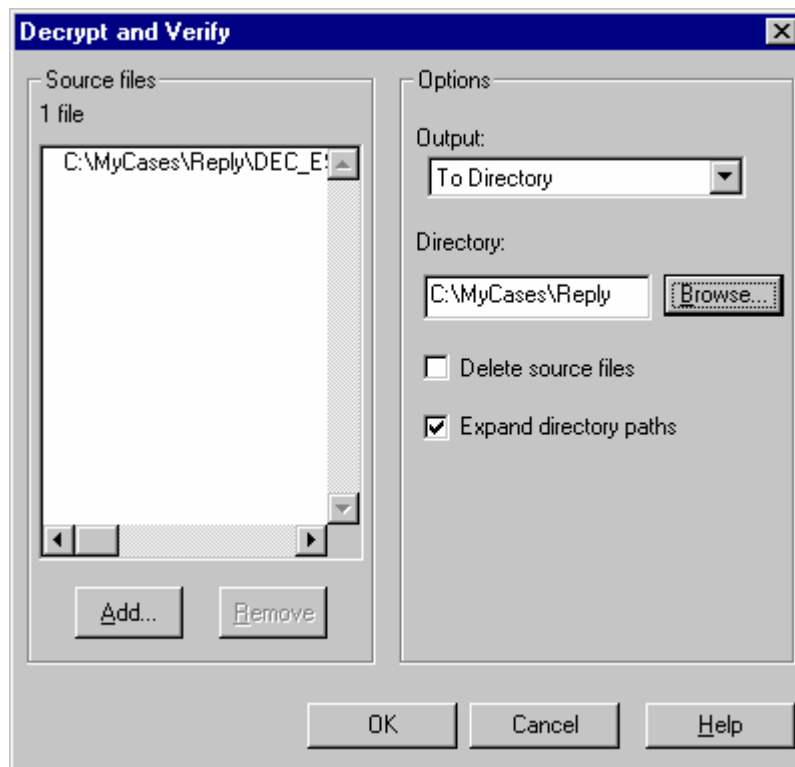 Decrypt and Verify
Source files
1 file
C:\MyCases\Reply\DEC_E
Add...
Remove
Options
Output:
To Directory
Directory:
C:\MyCases\Reply
Browse...
Delete source files
Expand directory paths
OK
Cancel
Help